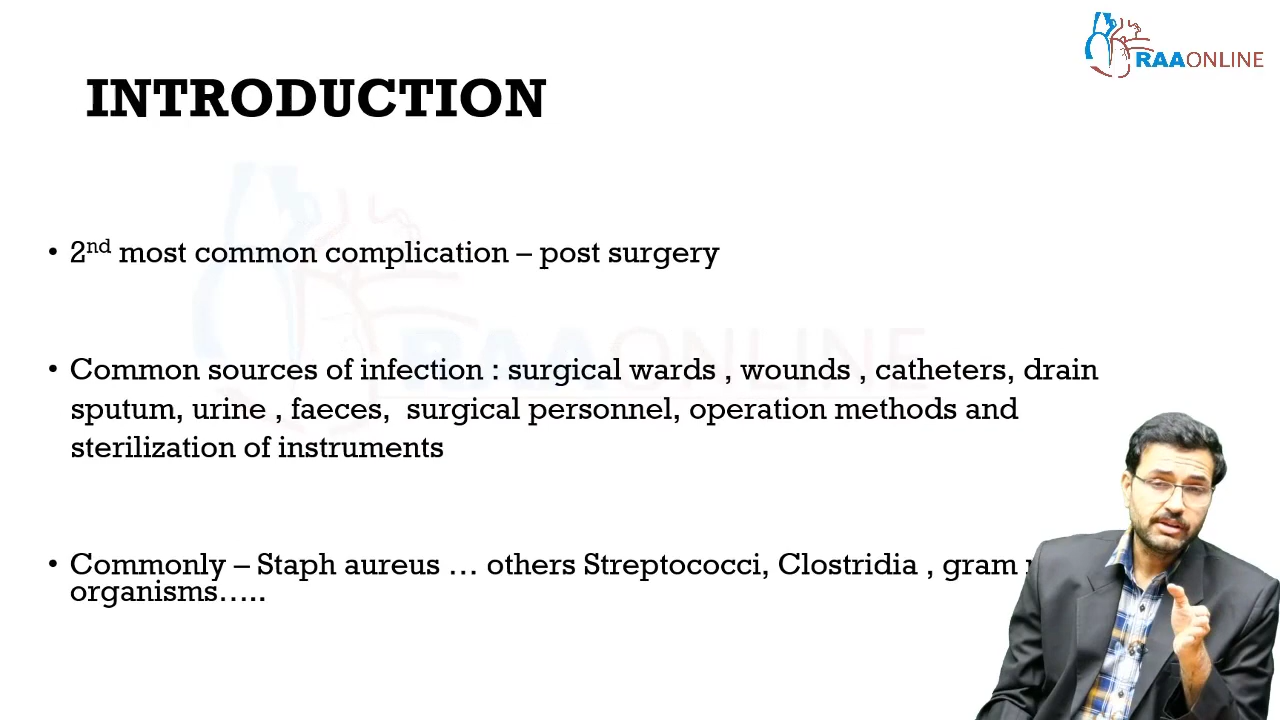 RAAONLINE
INTRODUCTION
• 2nd most common complication – post surgery
• Common sources of infection : surgical wards , wounds , catheters, drain
sputum, urine , faeces,  surgical personnel, operation methods and
sterilization of instruments
• Commonly – Staph aureus … others Streptococci, Clostridia , gram
organisms…..
RAAONLINE